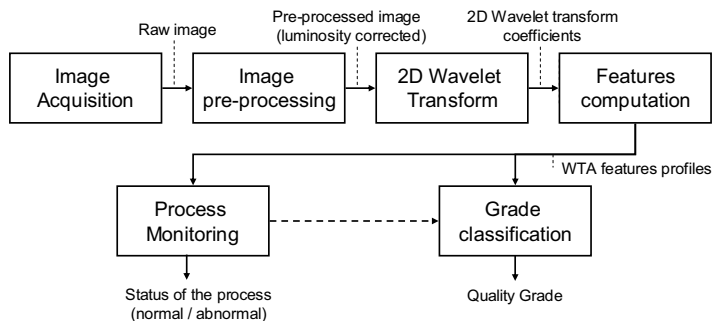 Raw image
Pre-processed image
(luminosity corrected)
2D Wavelet transform
coefficients
Image
Acquisition
Image
pre-processing
2D Wavelet
Transform
Features
computation
WTA features profiles
Process
Monitoring
Grade
classification
Status of the process
(normal / abnormal)
Quality Grade